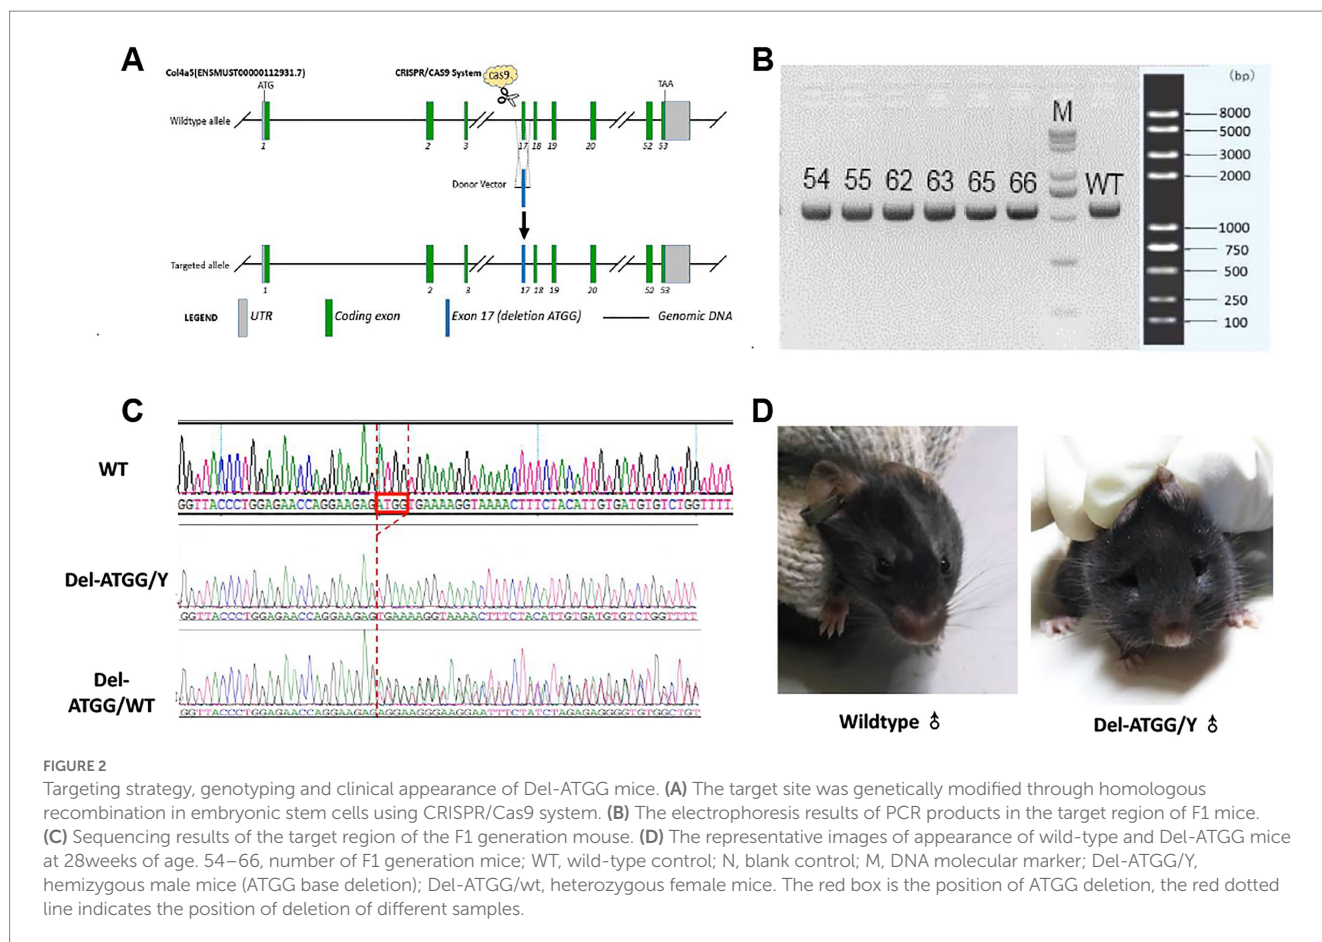 A
Col4a5(ENSMUST00000112931.7)
ATG
CRISPR/CAS9 System
cas9
TAA
Wildtype allele
1 2 3 17 18 19 20 52 53
Donor Vector
Targeted allele
1 2 3 17 18 19 20 52 53
LEGEND UTR Coding exon Exon 17 (deletion ATGG) Genomic DNA
B
54 55 62 63 65 66 M WT
(bp)
8000
5000
3000
2000
1000
750
500
250
100
C
WT
GGTTACCCTGGAGAACCAGGAAGAGATGGTGAAAAGGTAAAACTTTCTACATTGTGATGTGTCTGGTTTT
Del-ATGG/Y
GGTTACCCTGGAGAACCAGGAAGAGTGAAAAGGTAAAACTTTCTACATTGTGATGTGTCTGGTTTT
Del-
ATGG/WT
GGTTACCCTGGAGAACCAGGAAGAGAGGAAGGGAAGGAATTTCTATCTAGAGAGGGGTGTGGCTGT
D
Wildtype ♂
Del-ATGG/Y ♂
FIGURE 2
Targeting strategy, genotyping and clinical appearance of Del-ATGG mice. (A) The target site was genetically modified through homologous
recombination in embryonic stem cells using CRISPR/Cas9 system. (B) The electrophoresis results of PCR products in the target region of F1 mice.
(C) Sequencing results of the target region of the F1 generation mouse. (D) The representative images of appearance of wild-type and Del-ATGG mice
at 28weeks of age. 54–66, number of F1 generation mice; WT, wild-type control; N, blank control; M, DNA molecular marker; Del-ATGG/Y,
hemizygous male mice (ATGG base deletion); Del-ATGG/wt, heterozygous female mice. The red box is the position of ATGG deletion, the red dotted
line indicates the position of deletion of different samples.